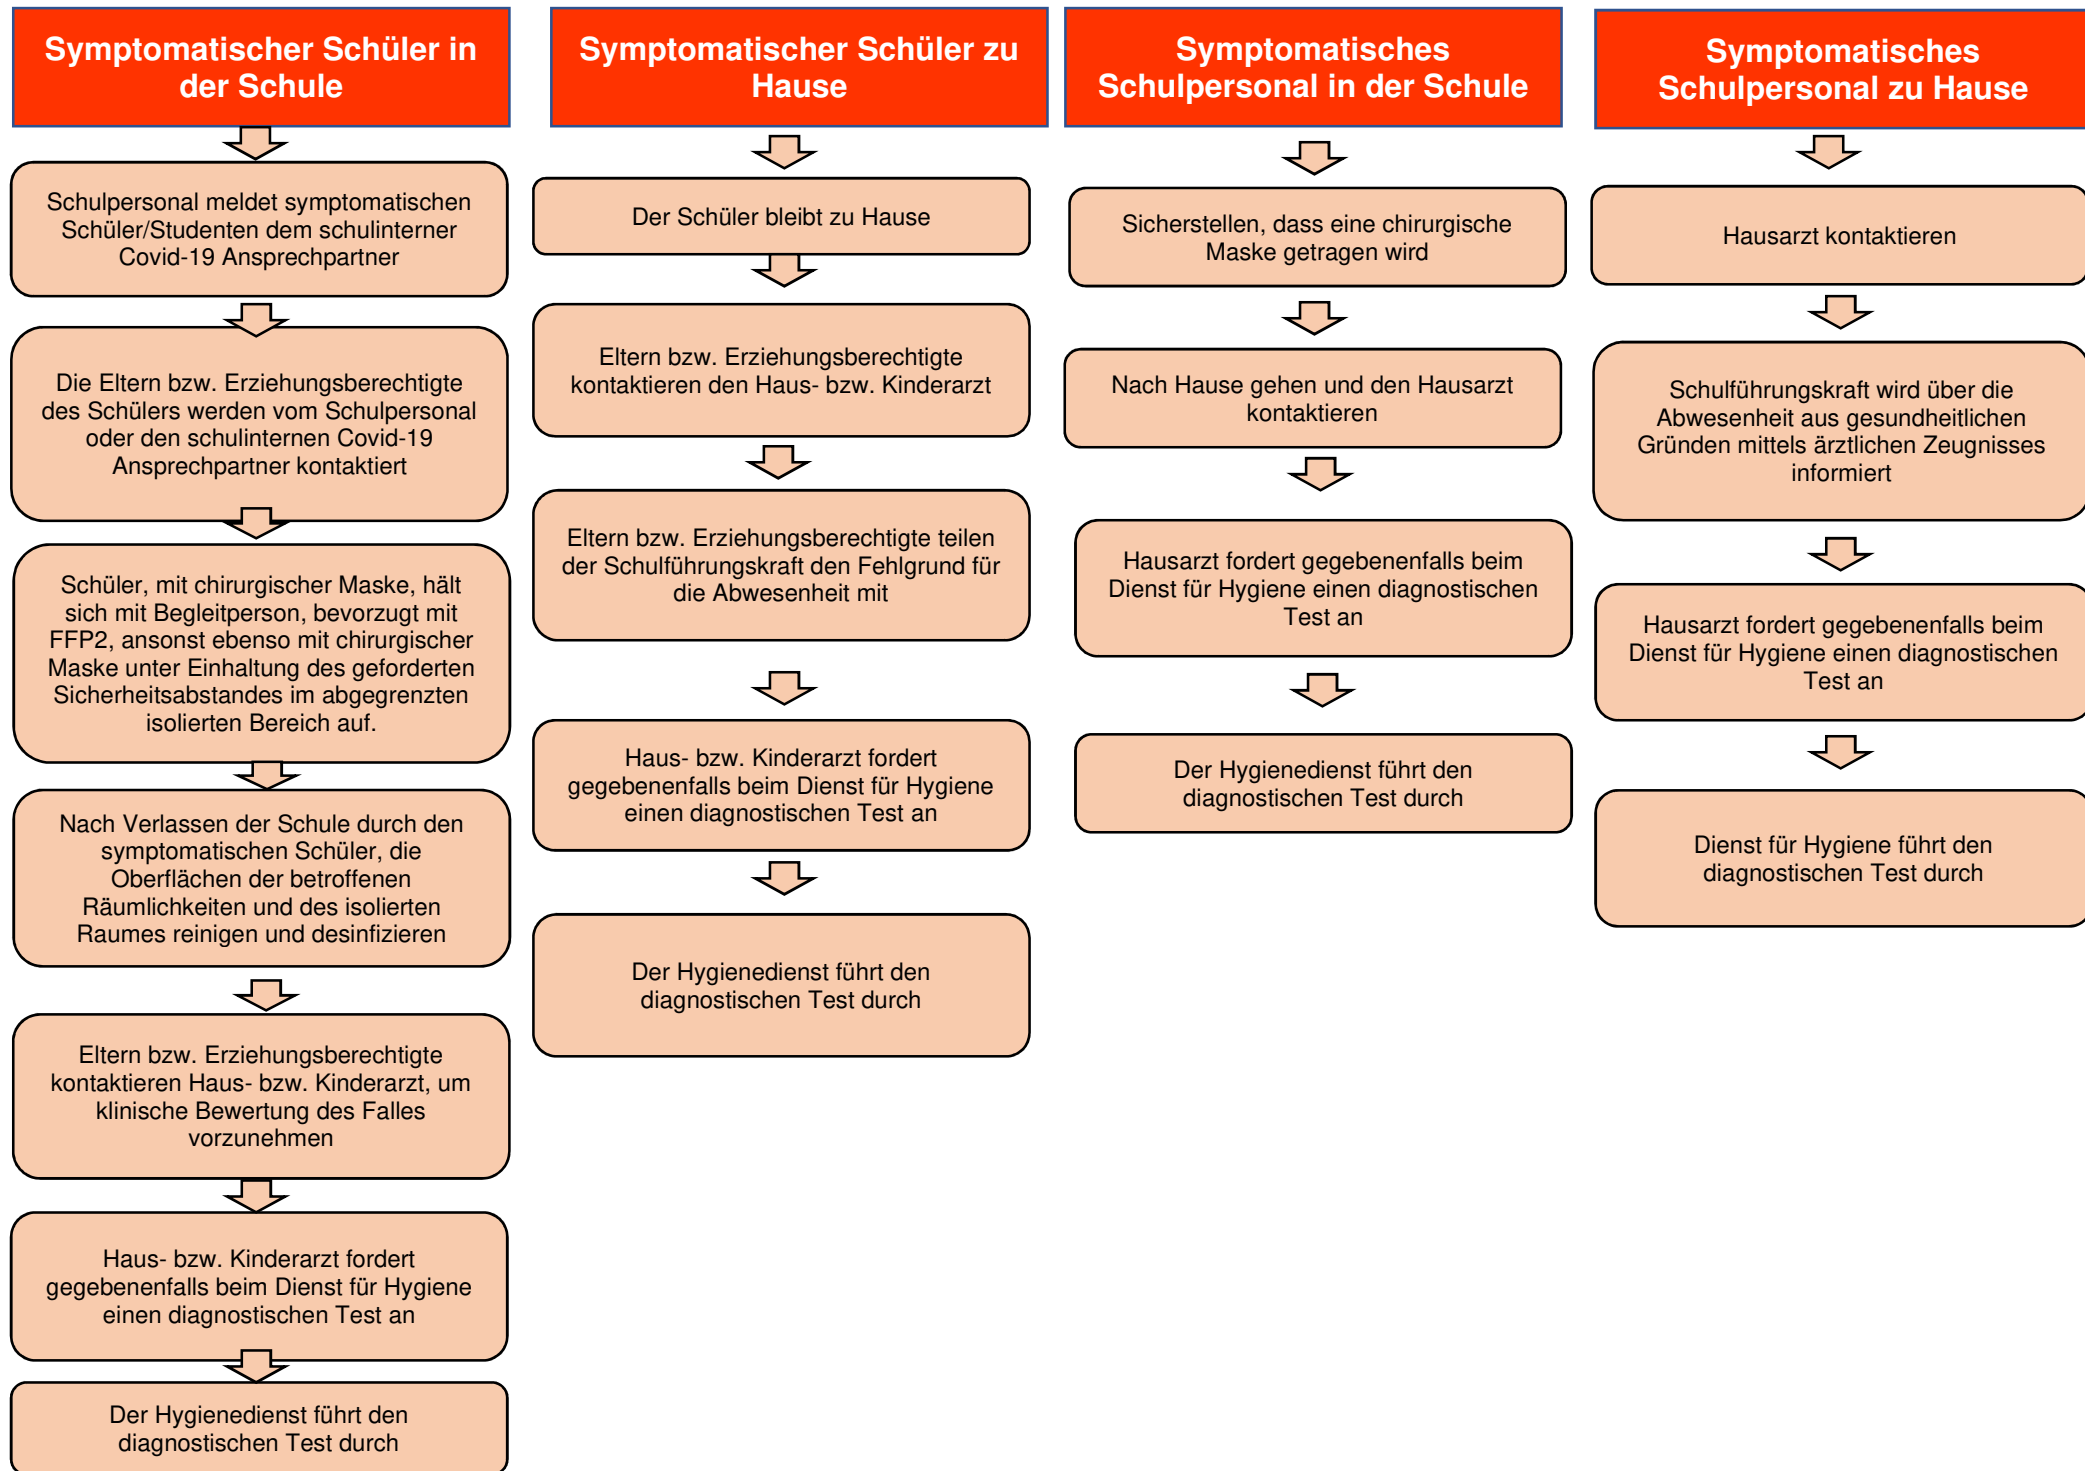 Symptomatischer Schüler in
der Schule
Schulpersonal meldet symptomatischen
Schüler/Studenten dem schulinterner
Covid-19 Ansprechpartner
Die Eltern bzw. Erziehungsberechtigte
des Schülers werden vom Schulpersonal
oder den schulinternen Covid-19
Ansprechpartner kontaktiert
Schüler, mit chirurgischer Maske, hält
sich mit Begleitperson, bevorzugt mit
FFP2, ansonst ebenso mit chirurgischer
Maske unter Einhaltung des geforderten
Sicherheitsabstandes im abgegrenzten
isolierten Bereich auf.
Nach Verlassen der Schule durch den
symptomatischen Schüler, die
Oberflächen der betroffenen
Räumlichkeiten und des isolierten
Raumes reinigen und desinfizieren
Eltern bzw. Erziehungsberechtigte
kontaktieren Haus- bzw. Kinderarzt, um
klinische Bewertung des Falles
vorzunehmen
Haus- bzw. Kinderarzt fordert
gegebenenfalls beim Dienst für Hygiene
einen diagnostischen Test an
Der Hygienedienst führt den
diagnostischen Test durch
Symptomatischer Schüler zu
Hause
Der Schüler bleibt zu Hause
Eltern bzw. Erziehungsberechtigte
kontaktieren den Haus- bzw. Kinderarzt
Eltern bzw. Erziehungsberechtigte teilen
der Schulführungskraft den Fehlgrund für
die Abwesenheit mit
Haus- bzw. Kinderarzt fordert
gegebenenfalls beim Dienst für Hygiene
einen diagnostischen Test an
Der Hygienedienst führt den
diagnostischen Test durch
Symptomatisches
Schulpersonal in der Schule
Sicherstellen, dass eine chirurgische
Maske getragen wird
Nach Hause gehen und den Hausarzt
kontaktieren
Hausarzt fordert gegebenenfalls beim
Dienst für Hygiene einen diagnostischen
Test an
Der Hygienedienst führt den
diagnostischen Test durch
Symptomatisches
Schulpersonal zu Hause
Hausarzt kontaktieren
Schulführungskraft wird über die
Abwesenheit aus gesundheitlichen
Gründen mittels ärztlichen Zeugnisses
informiert
Hausarzt fordert gegebenenfalls beim
Dienst für Hygiene einen diagnostischen
Test an
Dienst für Hygiene führt den
diagnostischen Test durch